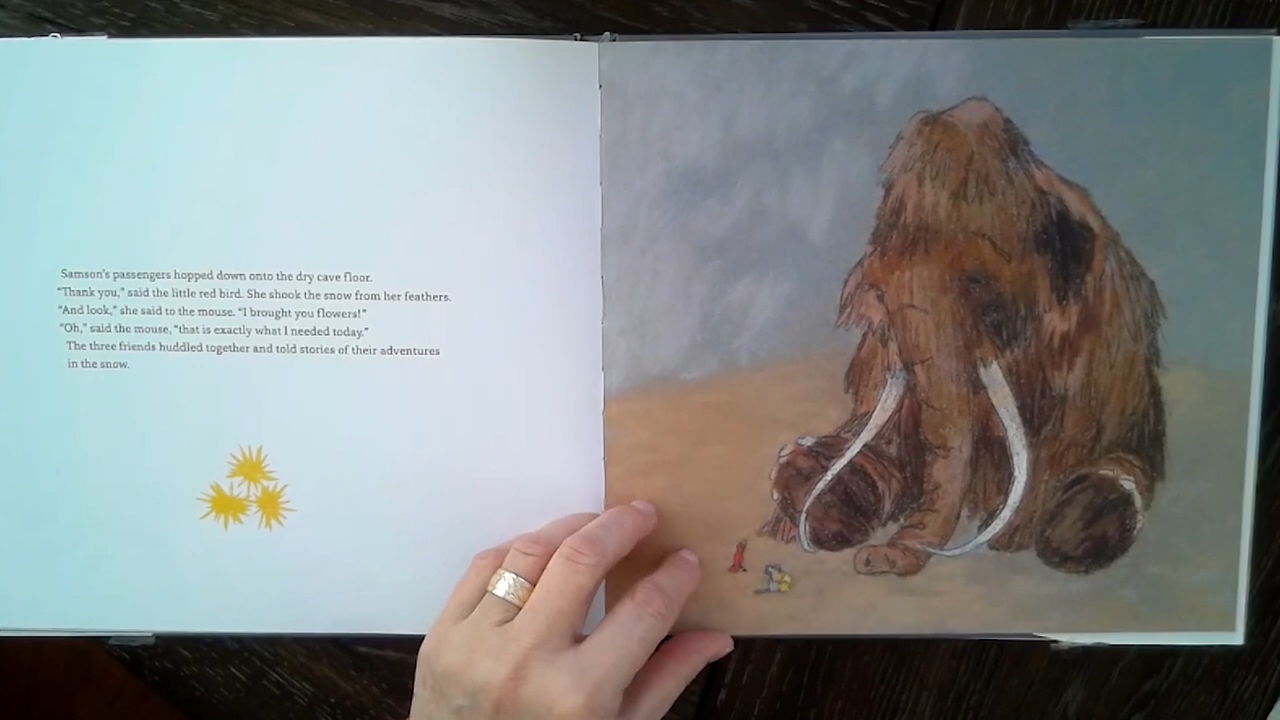 Samson's passengers hopped down onto the dry cave floor.
"Thank you," said the little red bird. She shook the snow from her feathers.
"And look," she said to the mouse. "I brought you flowers!"
"Oh," said the mouse, "that is exactly what I needed today."
The three friends huddled together and told stories of their adventures
in the snow.